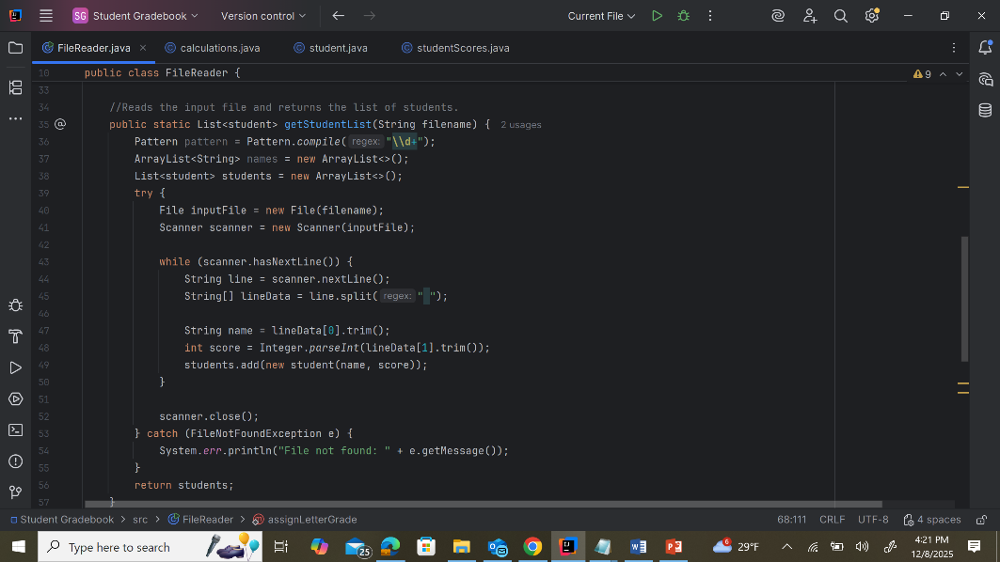 SG Student Gradebook Version control Current File
FileReader.java calculations.java student.java studentScores.java
10 public class FileReader { 9
33
34 //Reads the input file and returns the list of students.
35 public static List<student> getStudentList(String filename) { 2 usages
36 Pattern pattern = Pattern.compile( regex: "\\d+");
37 ArrayList<String> names = new ArrayList<>();
38 List<student> students = new ArrayList<>();
39 try {
40 File inputFile = new File(filename);
41 Scanner scanner = new Scanner(inputFile);
42
43 while (scanner.hasNextLine()) {
44 String line = scanner.nextLine();
45 String[] lineData = line.split( regex: " ");
46
47 String name = lineData[0].trim();
48 int score = Integer.parseInt(lineData[1].trim());
49 students.add(new student(name, score));
50 }
51
52 scanner.close();
53 } catch (FileNotFoundException e) {
54 System.err.println("File not found: " + e.getMessage());
55 }
56 return students;
57 }
Student Gradebook > src > FileReader > assignLetterGrade 68:111 CRLF UTF-8 4 spaces
Type here to search 25 6 29°F 4:21 PM
12/8/2025